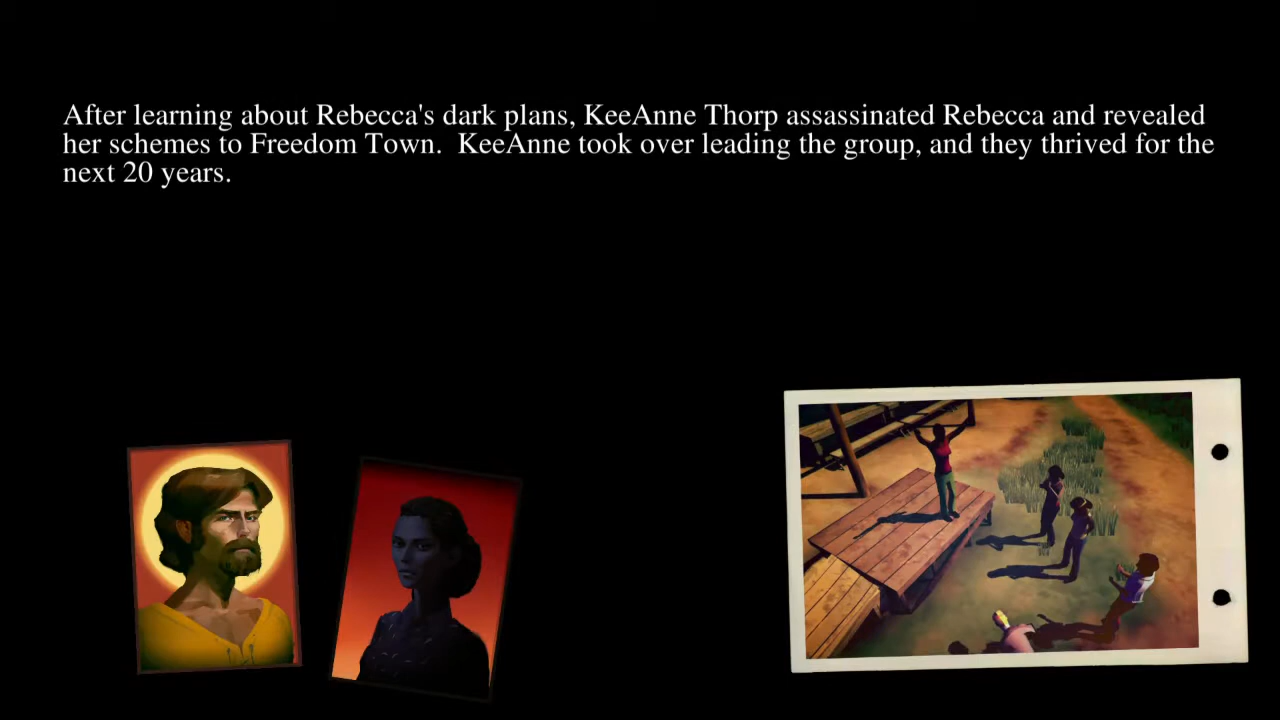 After learning about Rebecca's dark plans, KeeAnne Thorp assassinated Rebecca and revealed
her schemes to Freedom Town.  KeeAnne took over leading the group, and they thrived for the
next 20 years.